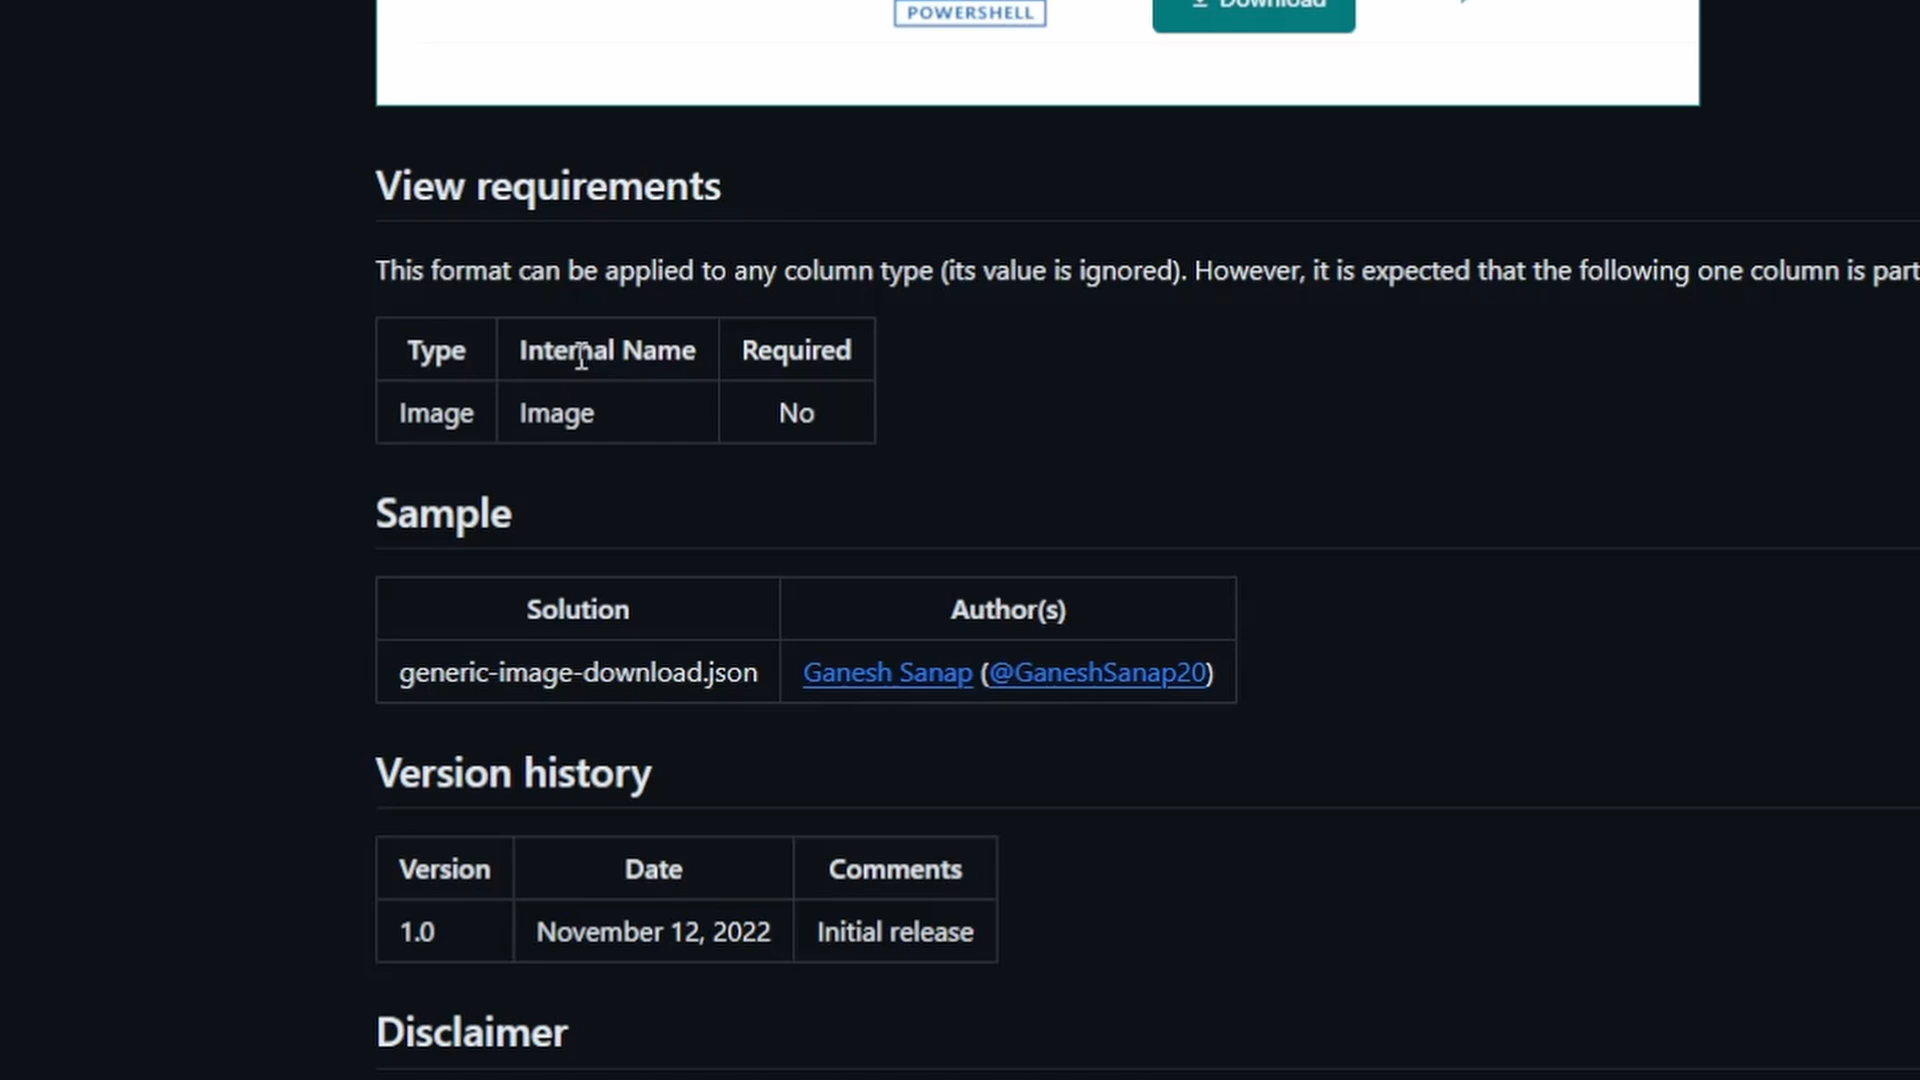 POWERSHELL
Download
View requirements
This format can be applied to any column type (its value is ignored). However, it is expected that the following one column is part
Type Internal Name Required
Image Image No
Sample
Solution Author(s)
generic-image-download.json Ganesh Sanap (@GaneshSanap20)
Version history
Version Date Comments
1.0 November 12, 2022 Initial release
Disclaimer